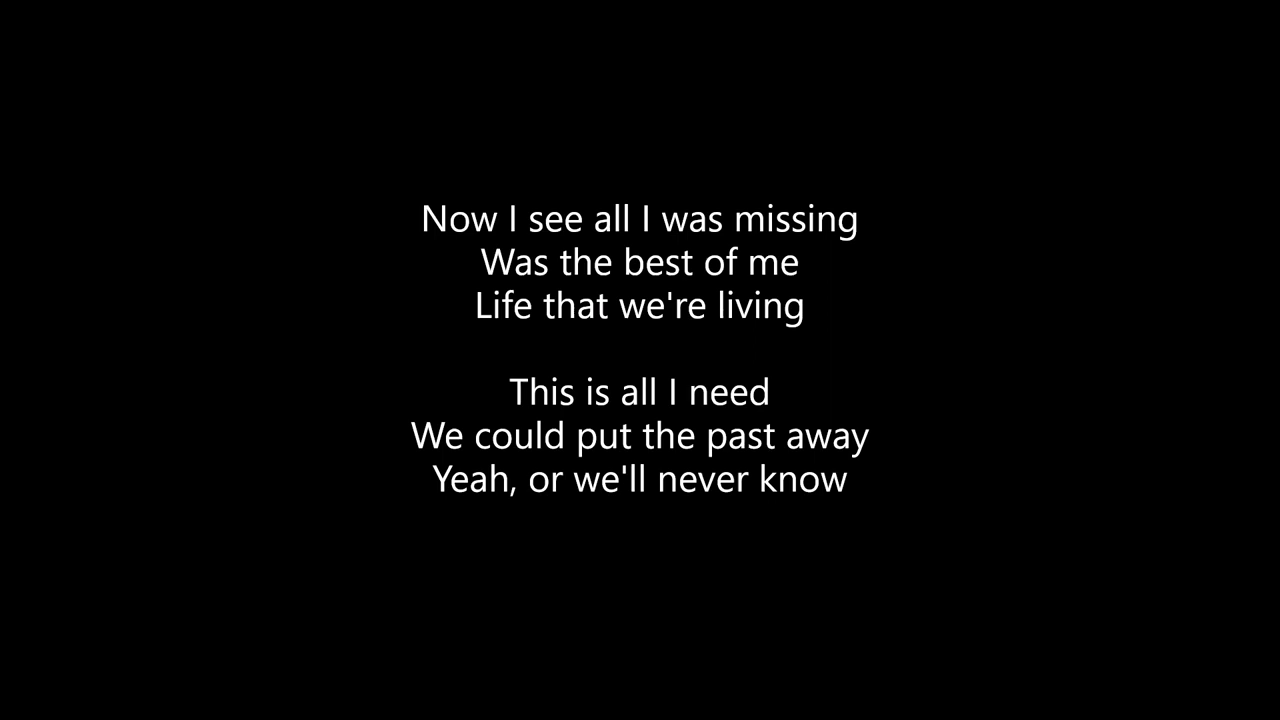 Now I see all I was missing
Was the best of me
Life that we're living
This is all I need
We could put the past away
Yeah, or we'll never know